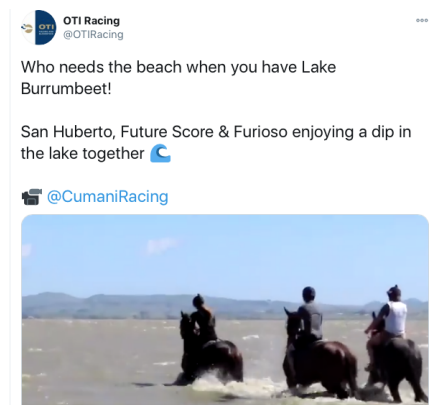 OTI
OTI Racing
@OTIRacing
Who needs the beach when you have Lake
Burrumbeet!
San Huberto, Future Score & Furioso enjoying a dip in
the lake together 🌊
🎥 @CumaniRacing